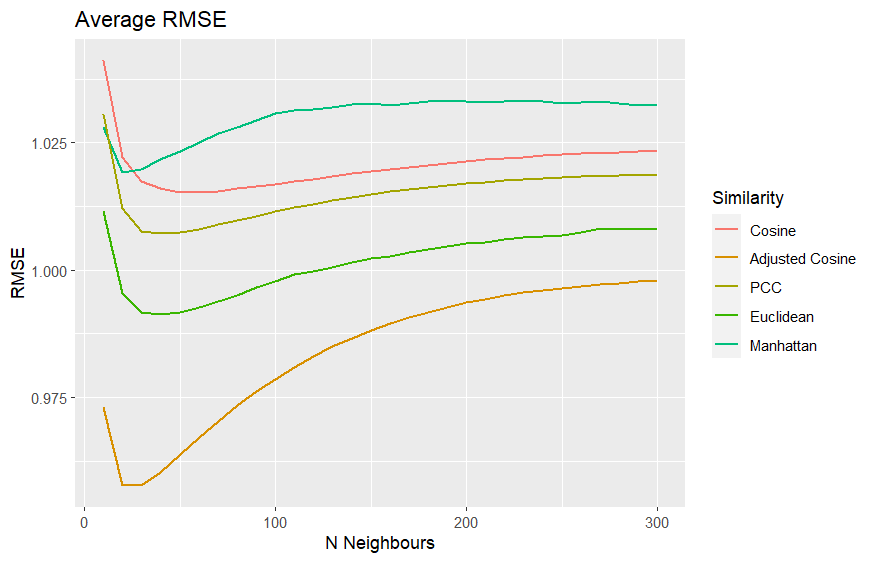 Average RMSE
RMSE
1.025
1.000
0.975
0
100
200
300
N Neighbours
Similarity
Cosine
Adjusted Cosine
PCC
Euclidean
Manhattan